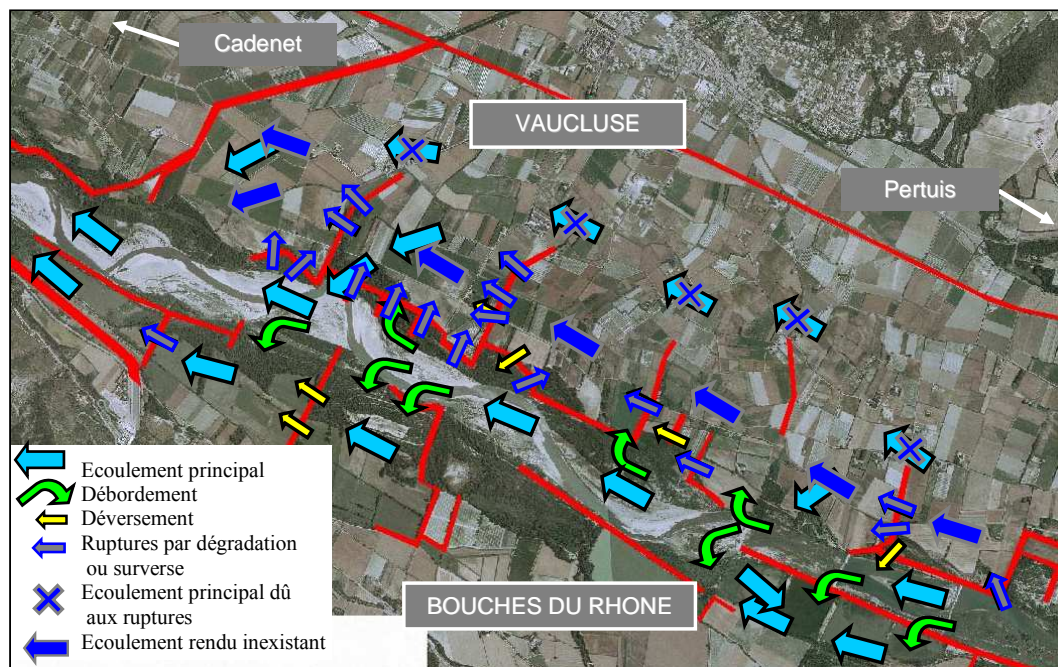 Cadenet
VAUCLUSE
Pertuis
Ecoulement principal
Débordement
Déversement
Ruptures par dégradation
ou surverse
Ecoulement principal dû
aux ruptures
Ecoulement rendu inexistant
BOUCHES DU RHONE